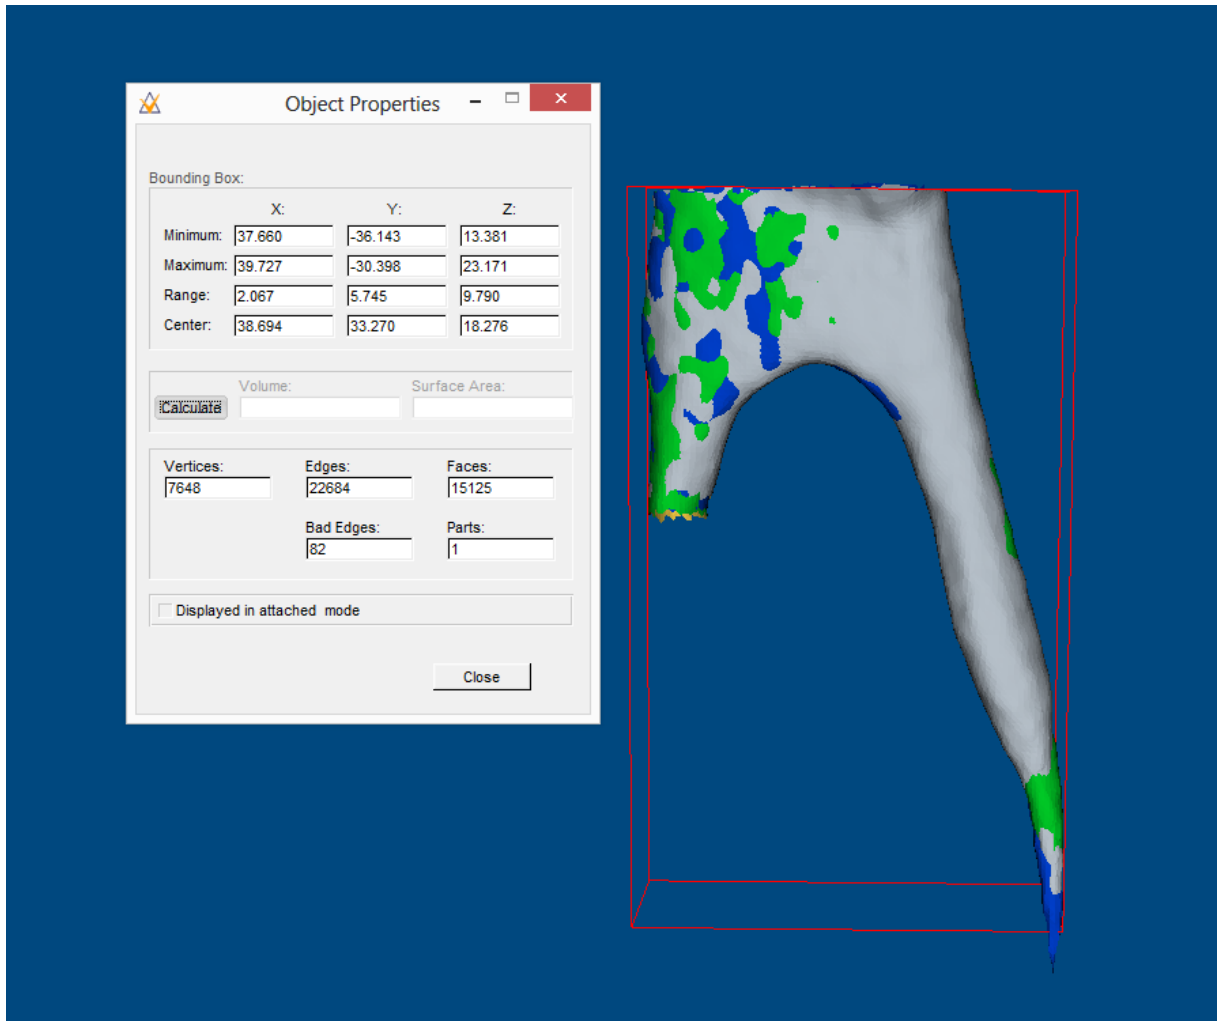 Object Properties
Bounding Box:
X: Y: Z:
Minimum: 37.660 -36.143 13.381
Maximum: 39.727 -30.398 23.171
Range: 2.067 5.745 9.790
Center: 38.694 33.270 18.276
Volume: Surface Area:
Calculate
Vertices: Edges: Faces:
7648 22684 15125
Bad Edges: Parts:
82 1
Displayed in attached mode
Close